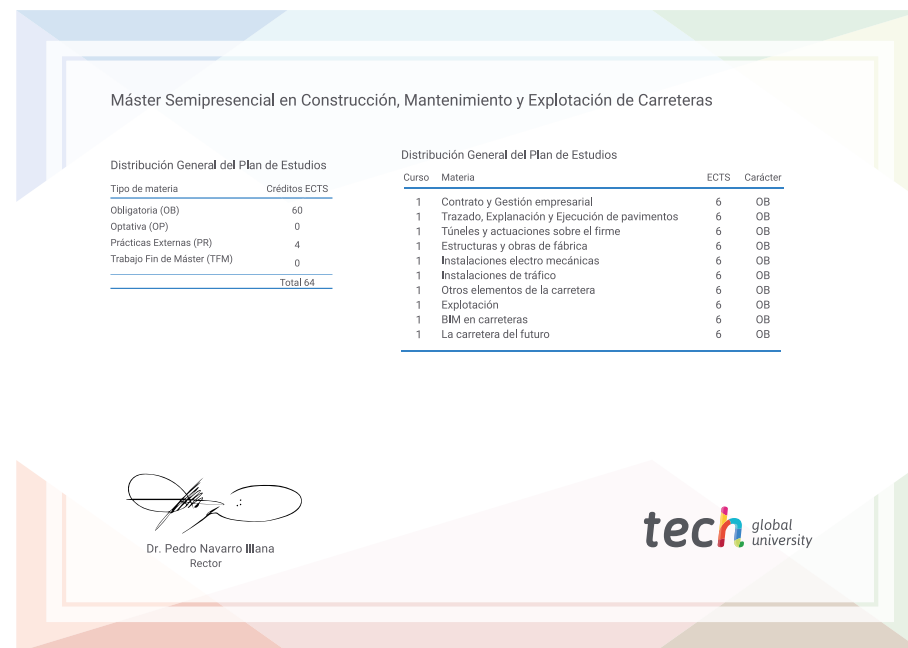 Máster Semipresencial en Construcción, Mantenimiento y Explotación de Carreteras
Distribución General del Plan de Estudios
Tipo de materia Créditos ECTS
Obligatoria (OB) 60
Optativa (OP) 0
Prácticas Externas (PR) 4
Trabajo Fin de Máster (TFM) 0
Total 64
Distribución General del Plan de Estudios
Curso Materia ECTS Carácter
1 Contrato y Gestión empresarial 6 OB
1 Trazado, Explanación y Ejecución de pavimentos 6 OB
1 Túneles y actuaciones sobre el firme 6 OB
1 Estructuras y obras de fábrica 6 OB
1 Instalaciones electro mecánicas 6 OB
1 Instalaciones de tráfico 6 OB
1 Otros elementos de la carretera 6 OB
1 Explotación 6 OB
1 BIM en carreteras 6 OB
1 La carretera del futuro 6 OB
Dr. Pedro Navarro Illana
Rector
tech global university